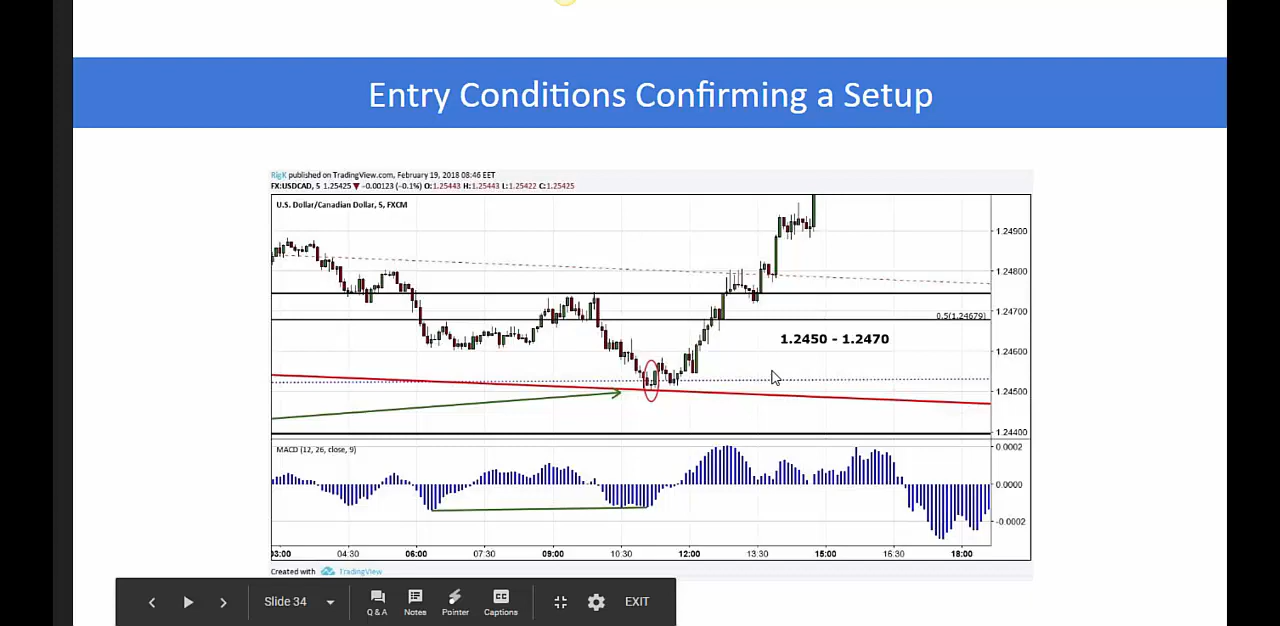 Entry Conditions Confirming a Setup
RigK published on TradingView.com, February 19, 2018 08:46 EET
FX:USDCAD, 5 1.25425 ▼ −0.00123 (−0.1%) O:1.25443 H:1.25443 L:1.25422 C:1.25425
U.S. Dollar/Canadian Dollar, 5, FXCM
1.24900
1.24800
1.24700
0.5(1.24679)
1.2450 - 1.2470
1.24600
1.24500
1.24400
MACD (12, 26, close, 9)
0.0002
0.0000
-0.0002
03:00 04:30 06:00 07:30 09:00 10:30 12:00 13:30 15:00 16:30 18:00
Created with TradingView
Slide 34
Q & A Notes Pointer Captions
CC
EXIT